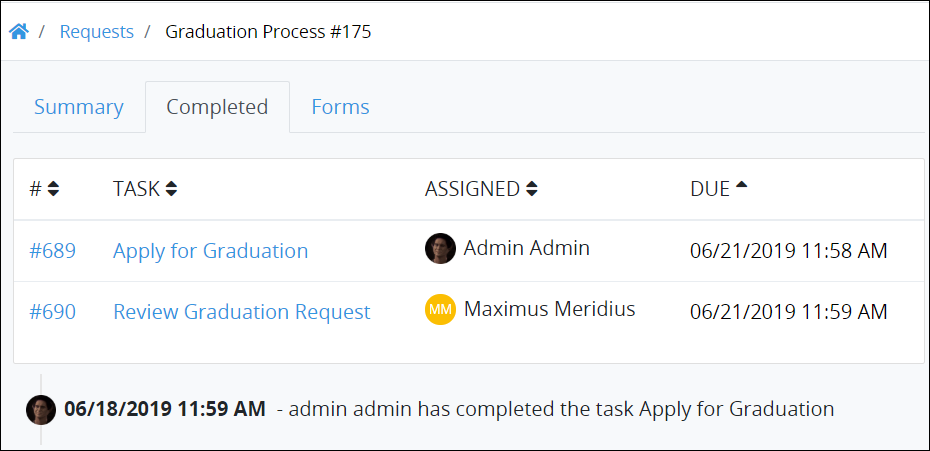 / Requests / Graduation Process #175
Summary Completed Forms
# TASK ASSIGNED DUE
#689 Apply for Graduation Admin Admin 06/21/2019 11:58 AM
#690 Review Graduation Request MM Maximus Meridius 06/21/2019 11:59 AM
06/18/2019 11:59 AM - admin admin has completed the task Apply for Graduation